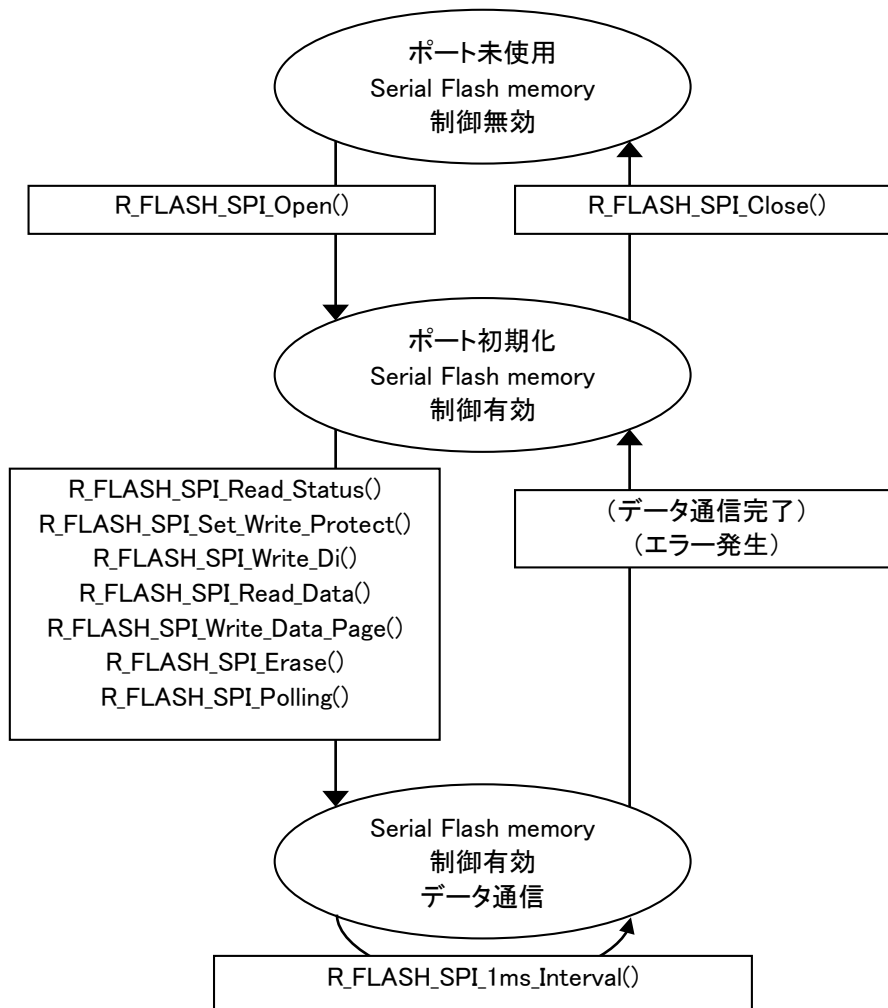 ポート未使用
Serial Flash memory
制御無効
R_FLASH_SPI_Open()
R_FLASH_SPI_Close()
ポート初期化
Serial Flash memory
制御有効
R_FLASH_SPI_Read_Status()
R_FLASH_SPI_Set_Write_Protect()
R_FLASH_SPI_Write_Di()
R_FLASH_SPI_Read_Data()
R_FLASH_SPI_Write_Data_Page()
R_FLASH_SPI_Erase()
R_FLASH_SPI_Polling()
(データ通信完了)
(エラー発生)
Serial Flash memory
制御有効
データ通信
R_FLASH_SPI_1ms_Interval()